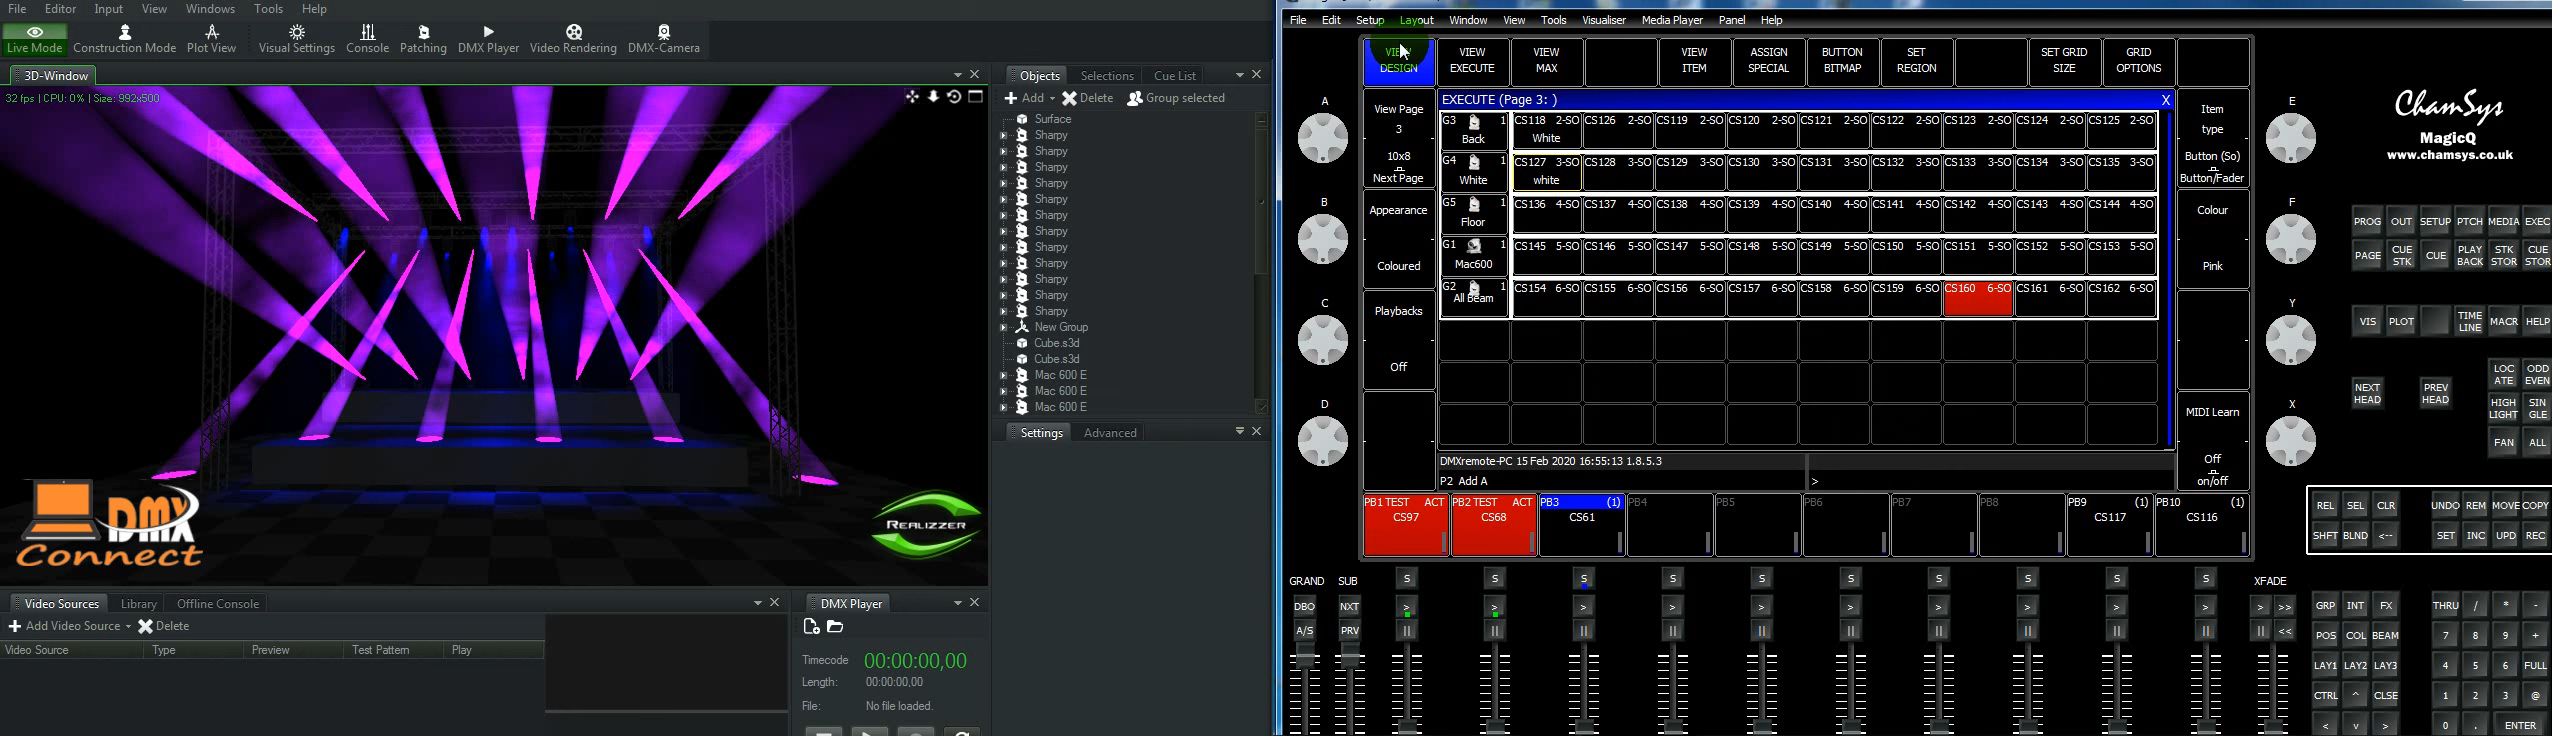 File Editor Input View Windows Tools Help
Live Mode Construction Mode Plot View Visual Settings Console Patching DMX Player Video Rendering DMX-Camera
3D-Window
32 fps | CPU: 0% | Size: 992x500
DMX
Connect
REALIZZER
Objects Selections Cue List
Add Delete Group selected
Surface
Sharpy
Sharpy
Sharpy
Sharpy
Sharpy
Sharpy
Sharpy
Sharpy
Sharpy
Sharpy
Sharpy
Sharpy
New Group
Cube.s3d
Cube.s3d
Mac 600 E
Mac 600 E
Mac 600 E
Settings Advanced
Video Sources Library Offline Console
Add Video Source Delete
Video Source Type Preview Test Pattern Play
DMX Player
Timecode 00:00:00,00
Length: 00:00:00,00
File: No file loaded.
File Edit Setup Layout Window View Tools Visualiser Media Player Panel Help
VIEW DESIGN
VIEW EXECUTE
VIEW MAX
VIEW ITEM
ASSIGN SPECIAL
BUTTON BITMAP
SET REGION
SET GRID SIZE
GRID OPTIONS
A
B
C
D
View Page
3
10x8
Next Page
Appearance
Coloured
Playbacks
Off
EXECUTE (Page 3: ) X
G3 1 CS118 2-SO CS126 2-SO CS119 2-SO CS120 2-SO CS121 2-SO CS122 2-SO CS123 2-SO CS124 2-SO CS125 2-SO
Back White
G4 1 CS127 3-SO CS128 3-SO CS129 3-SO CS130 3-SO CS131 3-SO CS132 3-SO CS133 3-SO CS134 3-SO CS135 3-SO
White white
G5 1 CS136 4-SO CS137 4-SO CS138 4-SO CS139 4-SO CS140 4-SO CS141 4-SO CS142 4-SO CS143 4-SO CS144 4-SO
Floor
G1 1 CS145 5-SO CS146 5-SO CS147 5-SO CS148 5-SO CS149 5-SO CS150 5-SO CS151 5-SO CS152 5-SO CS153 5-SO
Mac600
G2 1 CS154 6-SO CS155 6-SO CS156 6-SO CS157 6-SO CS158 6-SO CS159 6-SO CS160 6-SO CS161 6-SO CS162 6-SO
All Beam
DMXremote-PC 15 Feb 2020 16:55:13 1.8.5.3
P2 Add A >
Item
type
Button (So)
Button/Fader
Colour
Pink
MIDI Learn
Off
on/off
E
F
Y
X
PB1 TEST ACT PB2 TEST ACT PB3 (1) PB4 PB5 PB6 PB7 PB8 PB9 (1) PB10 (1)
CS97 CS68 CS61 CS117 CS116
GRAND SUB S S S S S S S S S S XFADE
DBO NXT > > > > > > > > > > > >>
A/S PRV || || || || || || || || || || || <<
ChamSys
MagicQ
www.chamsys.co.uk
PROG OUT SETUP PTCH MEDIA EXEC
PAGE CUE STK CUE PLAY BACK STK STOR CUE STOR
VIS PLOT TIME LINE MACR HELP
NEXT HEAD PREV HEAD LOC ATE ODD EVEN
HIGH LIGHT SIN GLE
FAN ALL
REL SEL CLR UNDO REM MOVE COPY
SHFT BLND <-- SET INC UPD REC
GRP INT FX THRU / * -
POS COL BEAM 7 8 9 +
LAY1 LAY2 LAY3 4 5 6 FULL
CTRL ^ CLSE 1 2 3 @
< v > 0 . ENTER